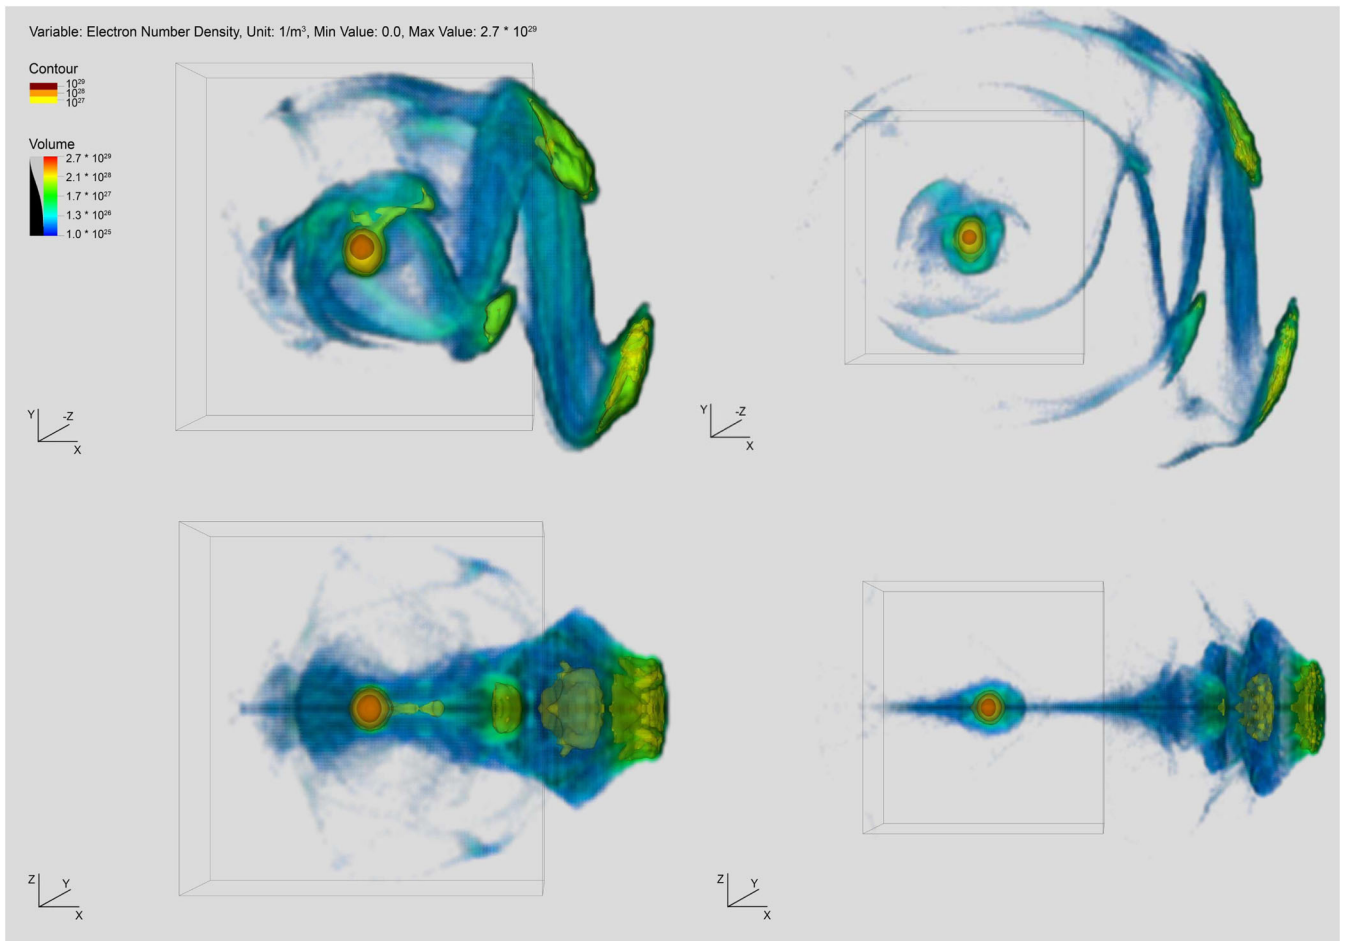 Variable: Electron Number Density, Unit: 1/m³, Min Value: 0.0, Max Value: 2.7 * 10²⁹
Contour
10²⁹
10²⁸
10²⁷
Volume
2.7 * 10²⁹
2.1 * 10²⁸
1.7 * 10²⁷
1.3 * 10²⁶
1.0 * 10²⁵
Y
-Z
X
Y
-Z
X
Z
Y
X
Z
Y
X